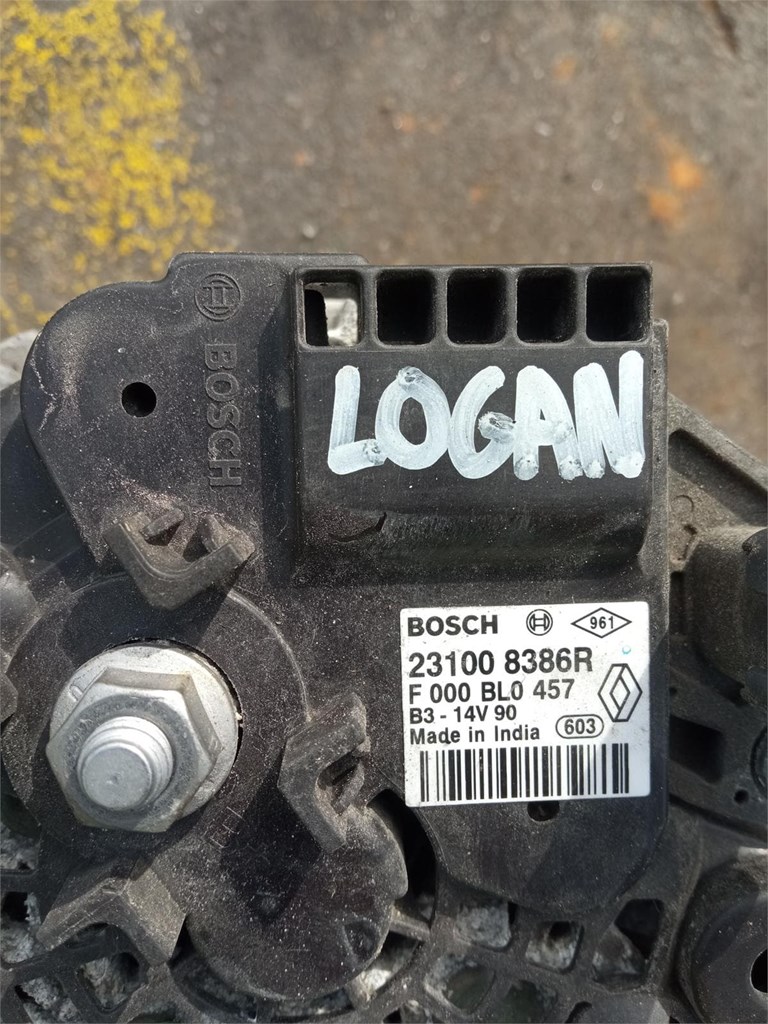 BOSCH
LOGAN
BOSCH 961
23100 8386R
F 000 BL0 457
B3 - 14V 90
Made in India 603